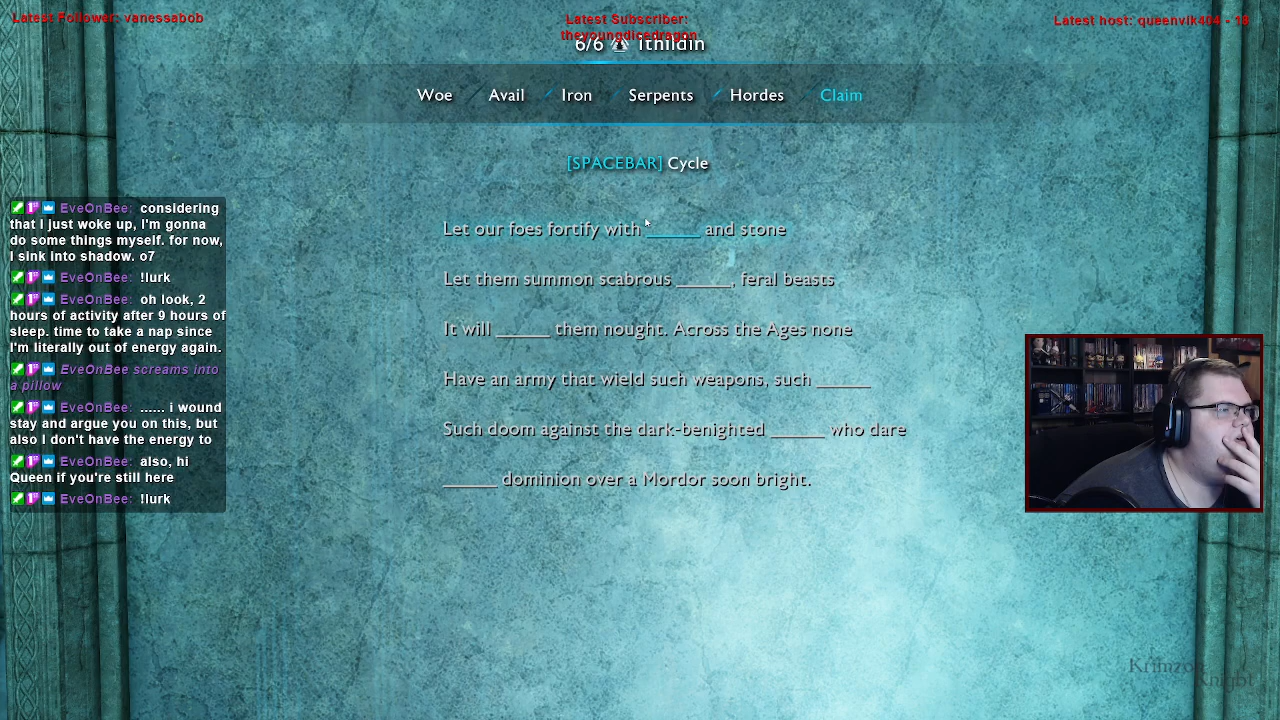 Latest Follower: vanessabob
Latest Subscriber:
theyoungdicedragon
Latest host: queenvik404 - 18
6/6 Ithildin
Woe Avail Iron Serpents Hordes Claim
[SPACEBAR] Cycle
Let our foes fortify with ______ and stone
Let them summon scabrous ______, feral beasts
It will ______ them nought. Across the Ages none
Have an army that wield such weapons, such ______
Such doom against the dark-benighted ______ who dare
______ dominion over a Mordor soon bright.
EveOnBee: considering
that I just woke up, I'm gonna
do some things myself. for now,
I sink into shadow. o7
EveOnBee: !lurk
EveOnBee: oh look, 2
hours of activity after 9 hours of
sleep. time to take a nap since
I'm literally out of energy again.
EveOnBee screams into
a pillow
EveOnBee: ...... i wound
stay and argue you on this, but
also I don't have the energy to
EveOnBee: also, hi
Queen if you're still here
EveOnBee: !lurk
Krimzon
Knight